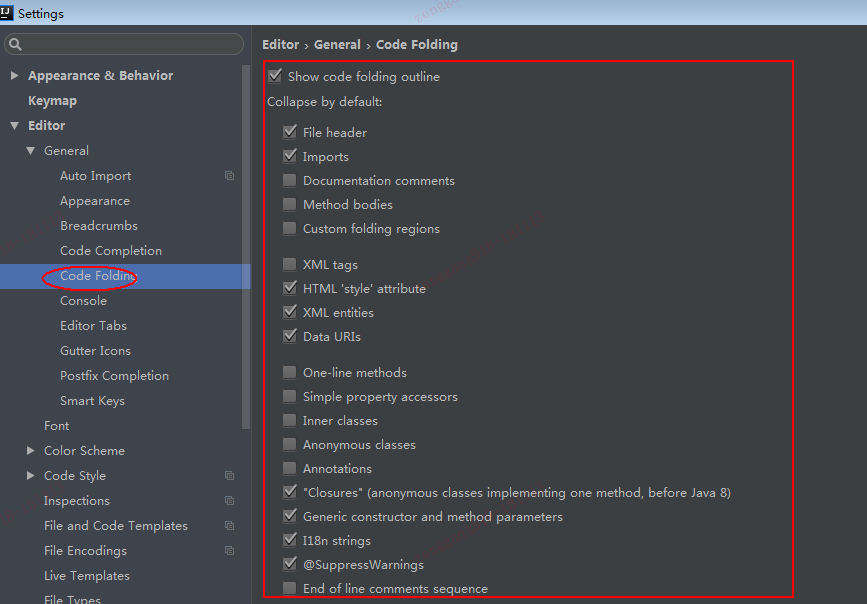 IJ Settings
Appearance & Behavior
Keymap
Editor
General
Auto Import
Appearance
Breadcrumbs
Code Completion
Code Folding
Console
Editor Tabs
Gutter Icons
Postfix Completion
Smart Keys
Font
Color Scheme
Code Style
Inspections
File and Code Templates
File Encodings
Live Templates
File Types
Editor › General › Code Folding
Show code folding outline
Collapse by default:
File header
Imports
Documentation comments
Method bodies
Custom folding regions
XML tags
HTML 'style' attribute
XML entities
Data URIs
One-line methods
Simple property accessors
Inner classes
Anonymous classes
Annotations
"Closures" (anonymous classes implementing one method, before Java 8)
Generic constructor and method parameters
I18n strings
@SuppressWarnings
End of line comments sequence